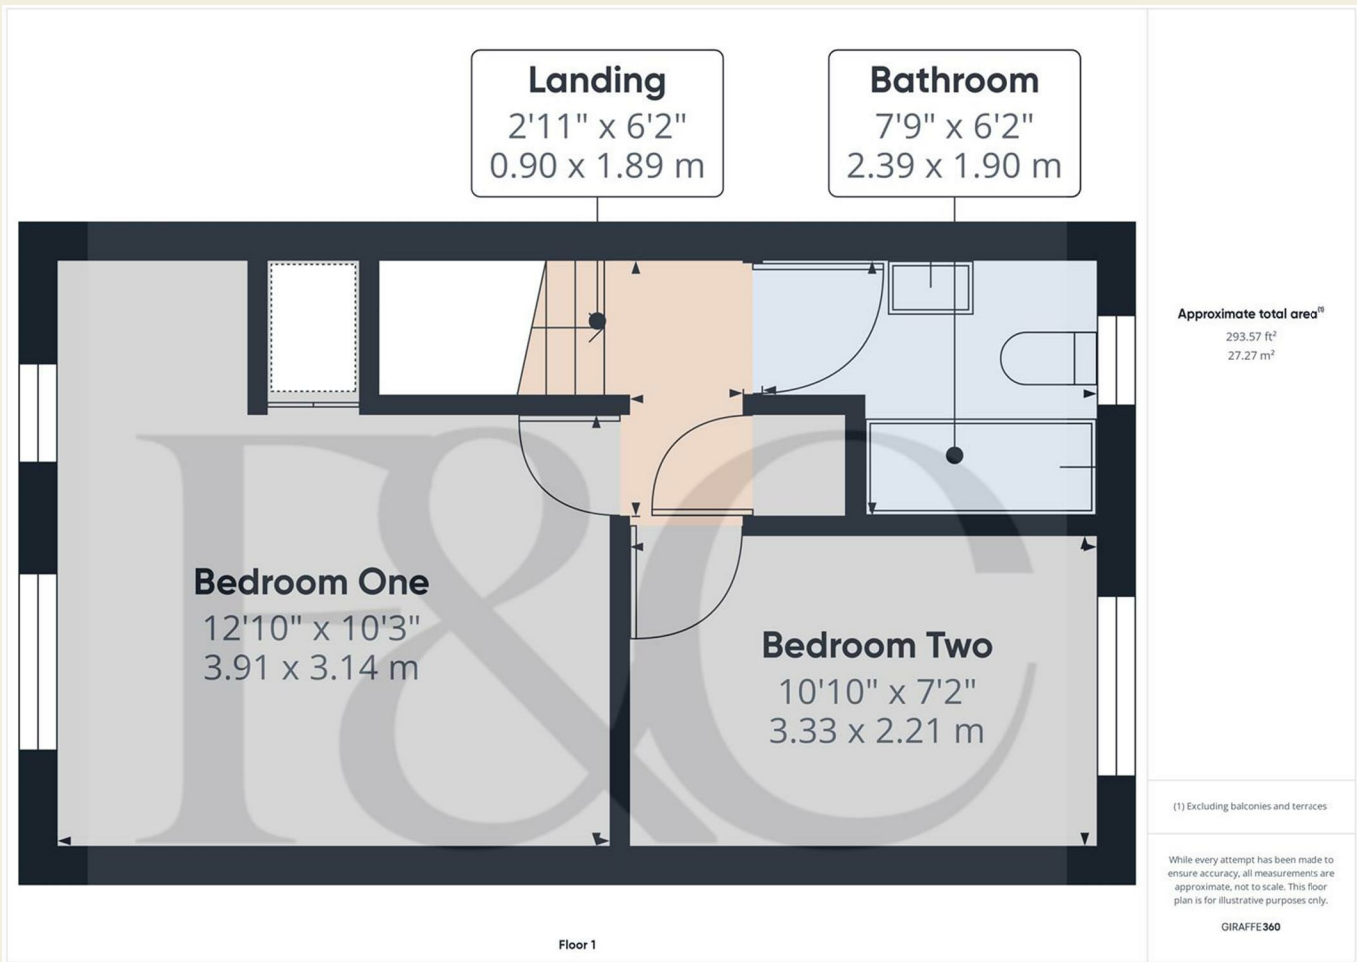 Landing
2'11" x 6'2"
0.90 x 1.89 m
Bathroom
7'9" x 6'2"
2.39 x 1.90 m
Approximate total area(1)
293.57 ft²
27.27 m²
F&C
Bedroom One
12'10" x 10'3"
3.91 x 3.14 m
Bedroom Two
10'10" x 7'2"
3.33 x 2.21 m
(1) Excluding balconies and terraces
While every attempt has been made to
ensure accuracy, all measurements are
approximate, not to scale. This floor
plan is for illustrative purposes only.
GIRAFFE360
Floor 1